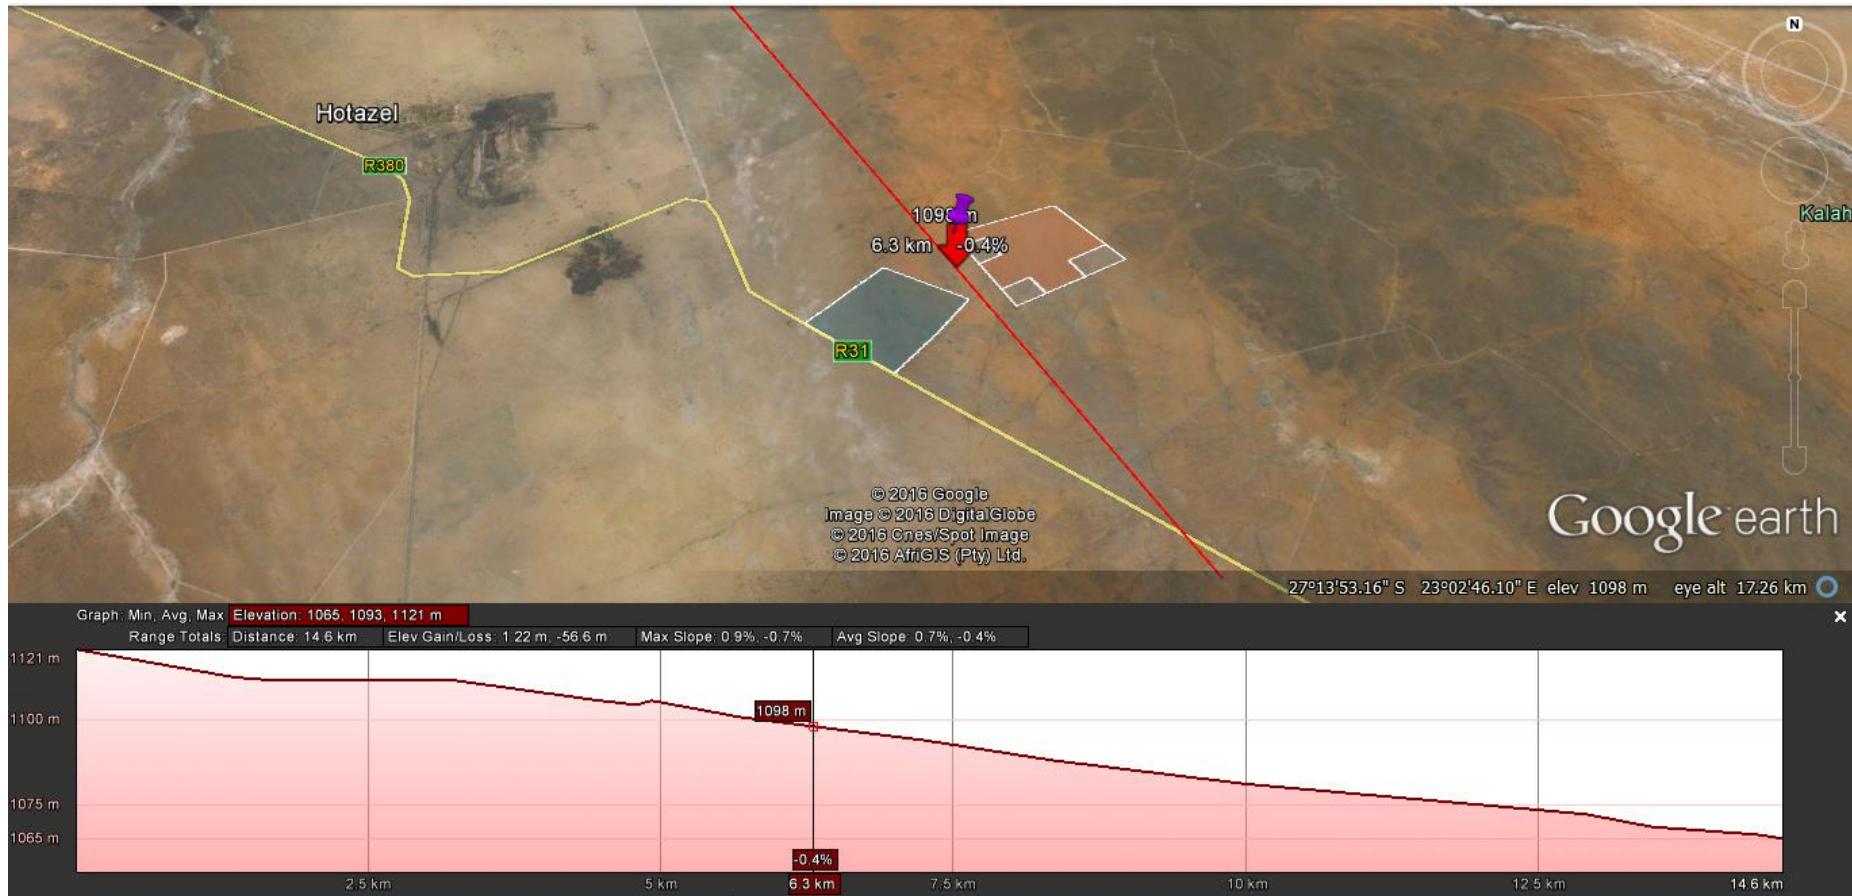 N
Hotazel
R380
Kalah
1098 m
6.3 km -0.4%
R31
© 2016 Google
Image © 2016 DigitalGlobe
© 2016 Cnes/Spot Image
© 2016 AfriGIS (Pty) Ltd.
Google earth
27°13'53.16" S 23°02'46.10" E elev 1098 m eye alt 17.26 km
Graph: Min, Avg, Max Elevation: 1065, 1093, 1121 m
Range Totals: Distance: 14.6 km Elev Gain/Loss: 1.22 m, -56.6 m Max Slope: 0.9%, -0.7% Avg Slope: 0.7%, -0.4%
1121 m
1100 m
1098 m
1075 m
1065 m
-0.4%
2.5 km 5 km 6.3 km 7.5 km 10 km 12.5 km 14.6 km